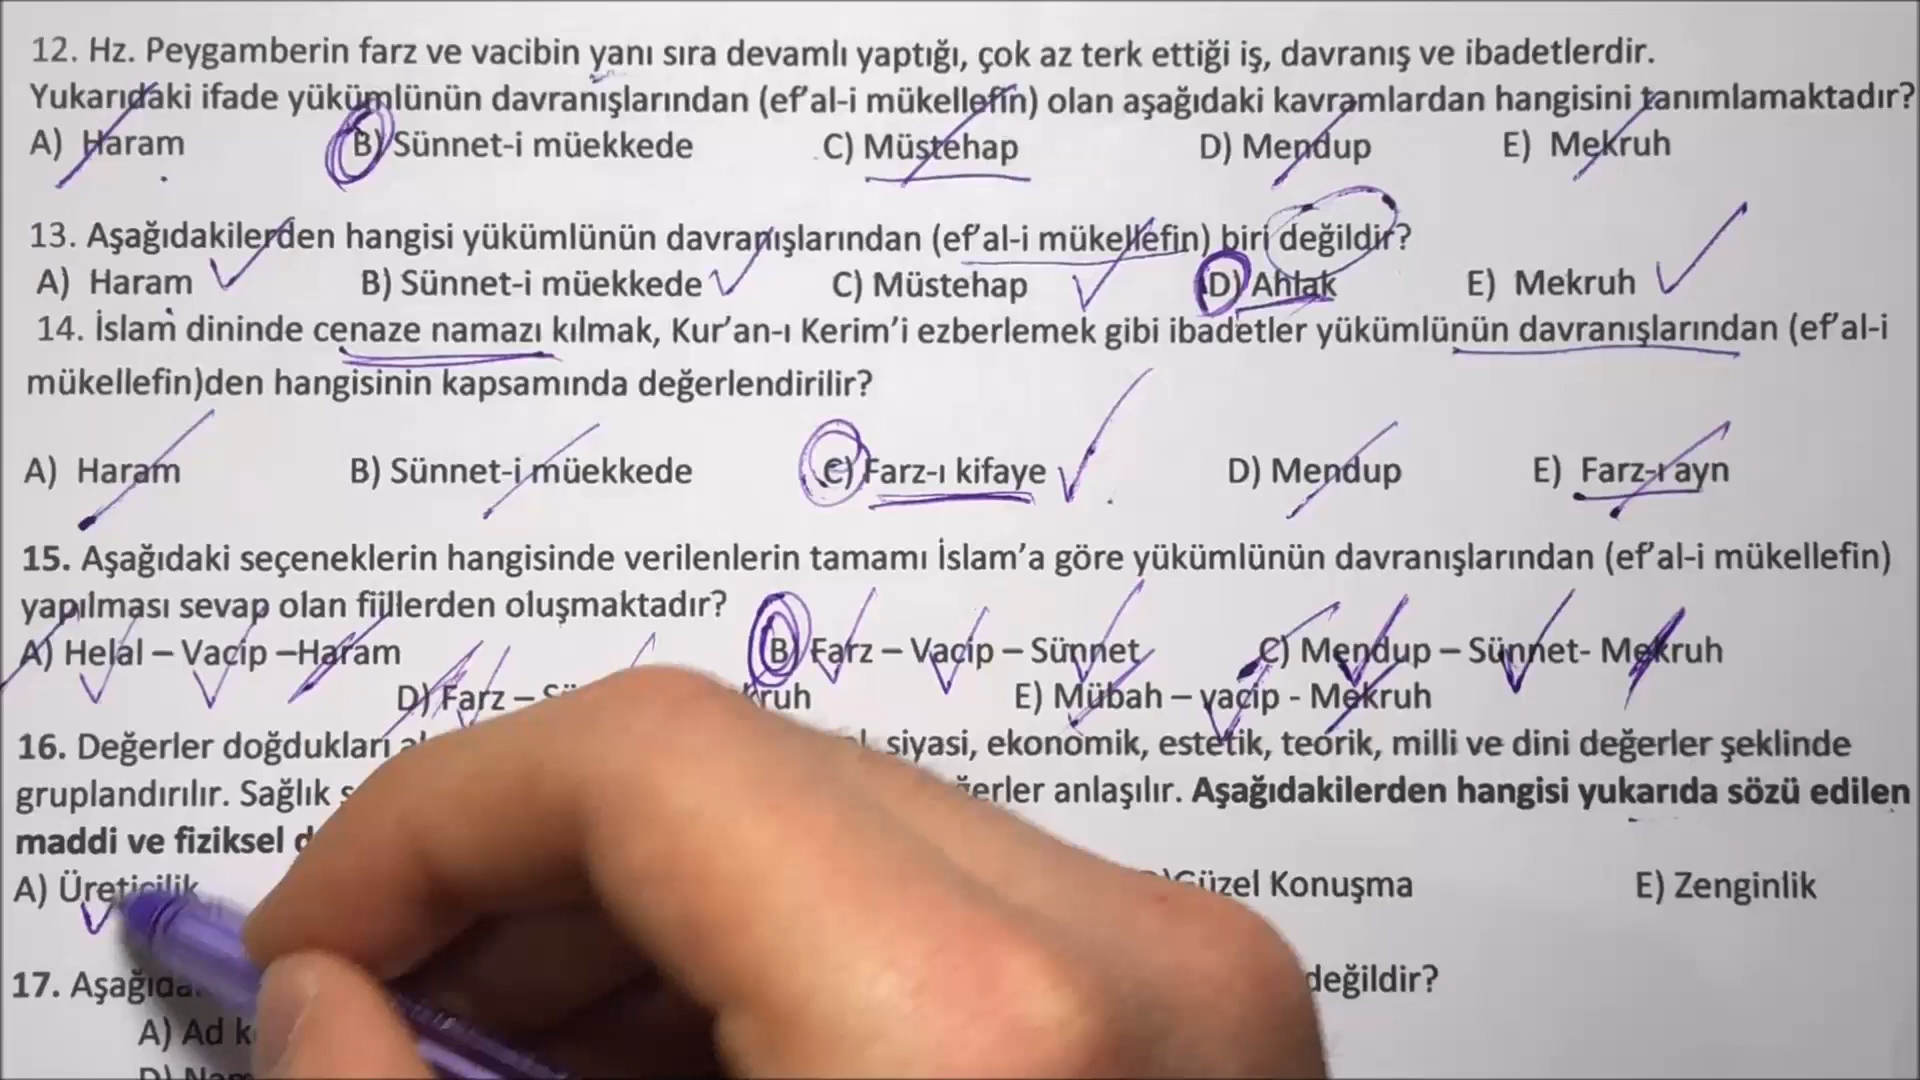 12. Hz. Peygamberin farz ve vacibin yanı sıra devamlı yaptığı, çok az terk ettiği iş, davranış ve ibadetlerdir.
Yukarıdaki ifade yükümlünün davranışlarından (ef'al-i mükellefin) olan aşağıdaki kavramlardan hangisini tanımlamaktadır?
A) Haram B) Sünnet-i müekkede C) Müstehap D) Mendup E) Mekruh
13. Aşağıdakilerden hangisi yükümlünün davranışlarından (ef'al-i mükellefin) biri değildir?
A) Haram B) Sünnet-i müekkede C) Müstehap D) Ahlak E) Mekruh
14. İslam dininde cenaze namazı kılmak, Kur'an-ı Kerim'i ezberlemek gibi ibadetler yükümlünün davranışlarından (ef'al-i
mükellefin)den hangisinin kapsamında değerlendirilir?
A) Haram B) Sünnet-i müekkede C) Farz-ı kifaye D) Mendup E) Farz-ı ayn
15. Aşağıdaki seçeneklerin hangisinde verilenlerin tamamı İslam'a göre yükümlünün davranışlarından (ef'al-i mükellefin)
yapılması sevap olan fiillerden oluşmaktadır?
A) Helal – Vacip –Haram B) Farz – Vacip – Sünnet C) Mendup – Sünnet- Mekruh
D) Farz – E) Mübah – vacip - Mekruh
16. Değerler doğdukları siyasi, ekonomik, estetik, teorik, milli ve dini değerler şeklinde
gruplandırılır. Sağlık anlaşılır. Aşağıdakilerden hangisi yukarıda sözü edilen
maddi ve fiziksel
A) Üreticilik Güzel Konuşma E) Zenginlik
17. değildir?
A) Ad